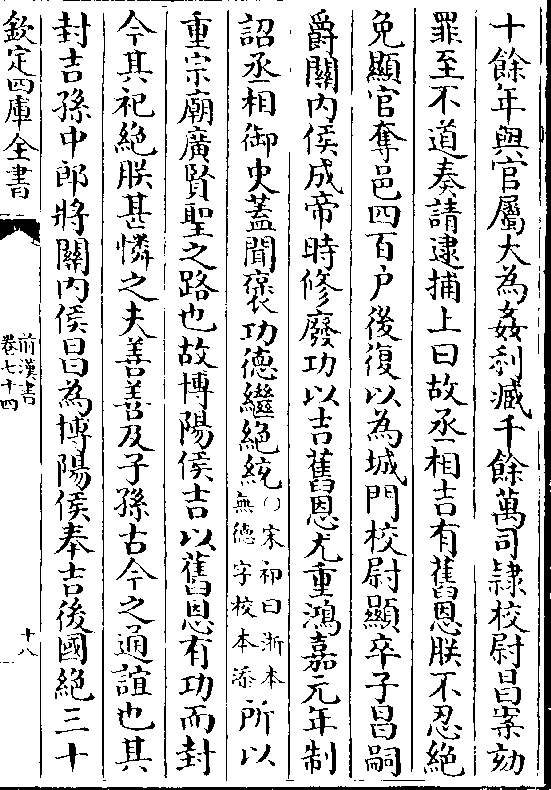 十餘年與官屬大為姦利臧千餘萬司隸校尉昌案劾
罪至不道奏請逮捕上曰故丞相吉有舊恩朕不忍絶
免顯官奪邑四百户後復以為城門校尉顯卒子昌嗣
爵關内侯成帝時修廢功以吉舊恩尤重鴻嘉元年制
詔丞相御史蓋聞褒功德繼絶統〇宋祁曰浙本無德字校本添所以
重宗廟廣賢聖之路也故博陽侯吉以舊恩有功而封
今其祀絶朕甚憐之夫善善及子孫古今之通誼也其
封吉孫中郎將關内侯昌為博陽侯奉吉後國絶三十
欽定四庫全書
前漢書
卷七十四
十八